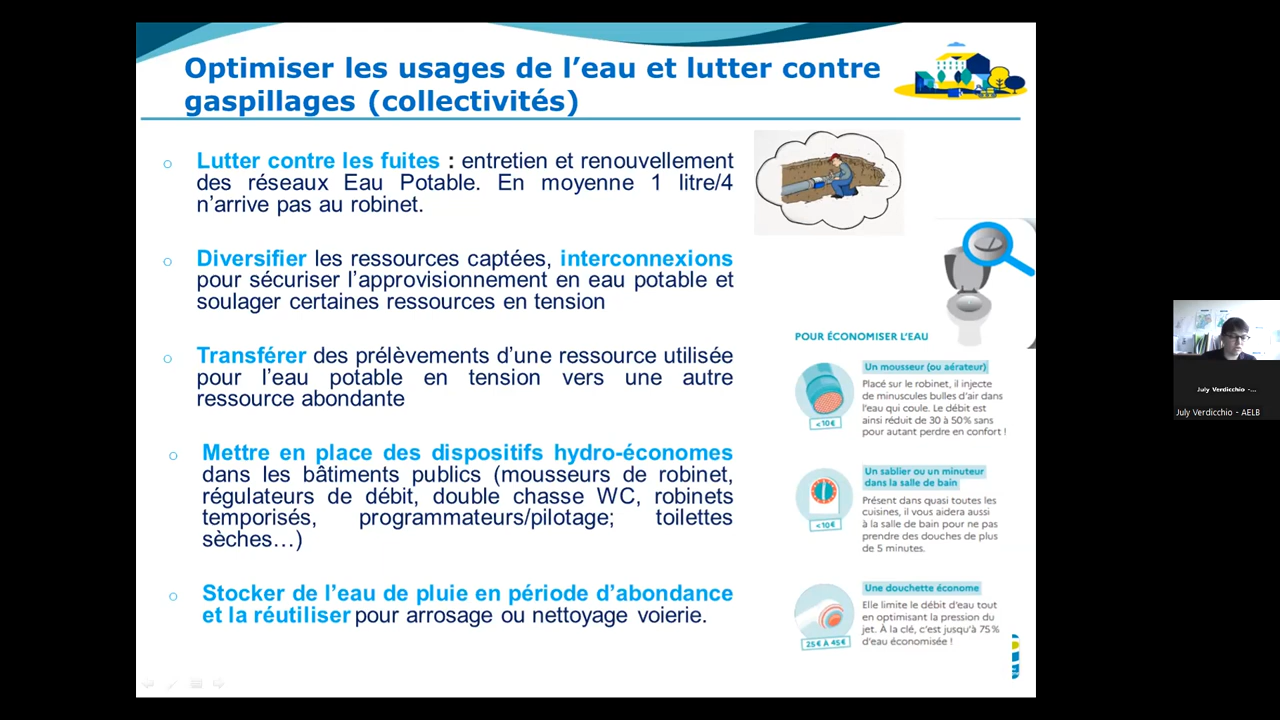 Optimiser les usages de l’eau et lutter contre
gaspillages (collectivités)
Lutter contre les fuites : entretien et renouvellement
des réseaux Eau Potable. En moyenne 1 litre/4
n’arrive pas au robinet.
Diversifier les ressources captées, interconnexions
pour sécuriser l’approvisionnement en eau potable et
soulager certaines ressources en tension
Transférer des prélèvements d’une ressource utilisée
pour l’eau potable en tension vers une autre
ressource abondante
Mettre en place des dispositifs hydro-économes
dans les bâtiments publics (mousseurs de robinet,
régulateurs de débit, double chasse WC, robinets
temporisés, programmateurs/pilotage; toilettes
sèches…)
Stocker de l’eau de pluie en période d’abondance
et la réutiliser pour arrosage ou nettoyage voierie.
POUR ÉCONOMISER L’EAU
Un mousseur (ou aérateur)
Placé sur le robinet, il injecte
de minuscules bulles d’air dans
l’eau qui coule. Le débit est
ainsi réduit de 30 à 50% sans
pour autant perdre en confort !
<10€
Un sablier ou un minuteur
dans la salle de bain
Présent dans quasi toutes les
cuisines, il vous aidera aussi
à la salle de bain pour ne pas
prendre des douches de plus
de 5 minutes.
<10€
Une douchette économe
Elle limite le débit d’eau tout
en optimisant la pression du
jet. À la clé, c’est jusqu’à 75%
d’eau économisée !
25€ À 45€
July Verdicchio -...
July Verdicchio - AELB